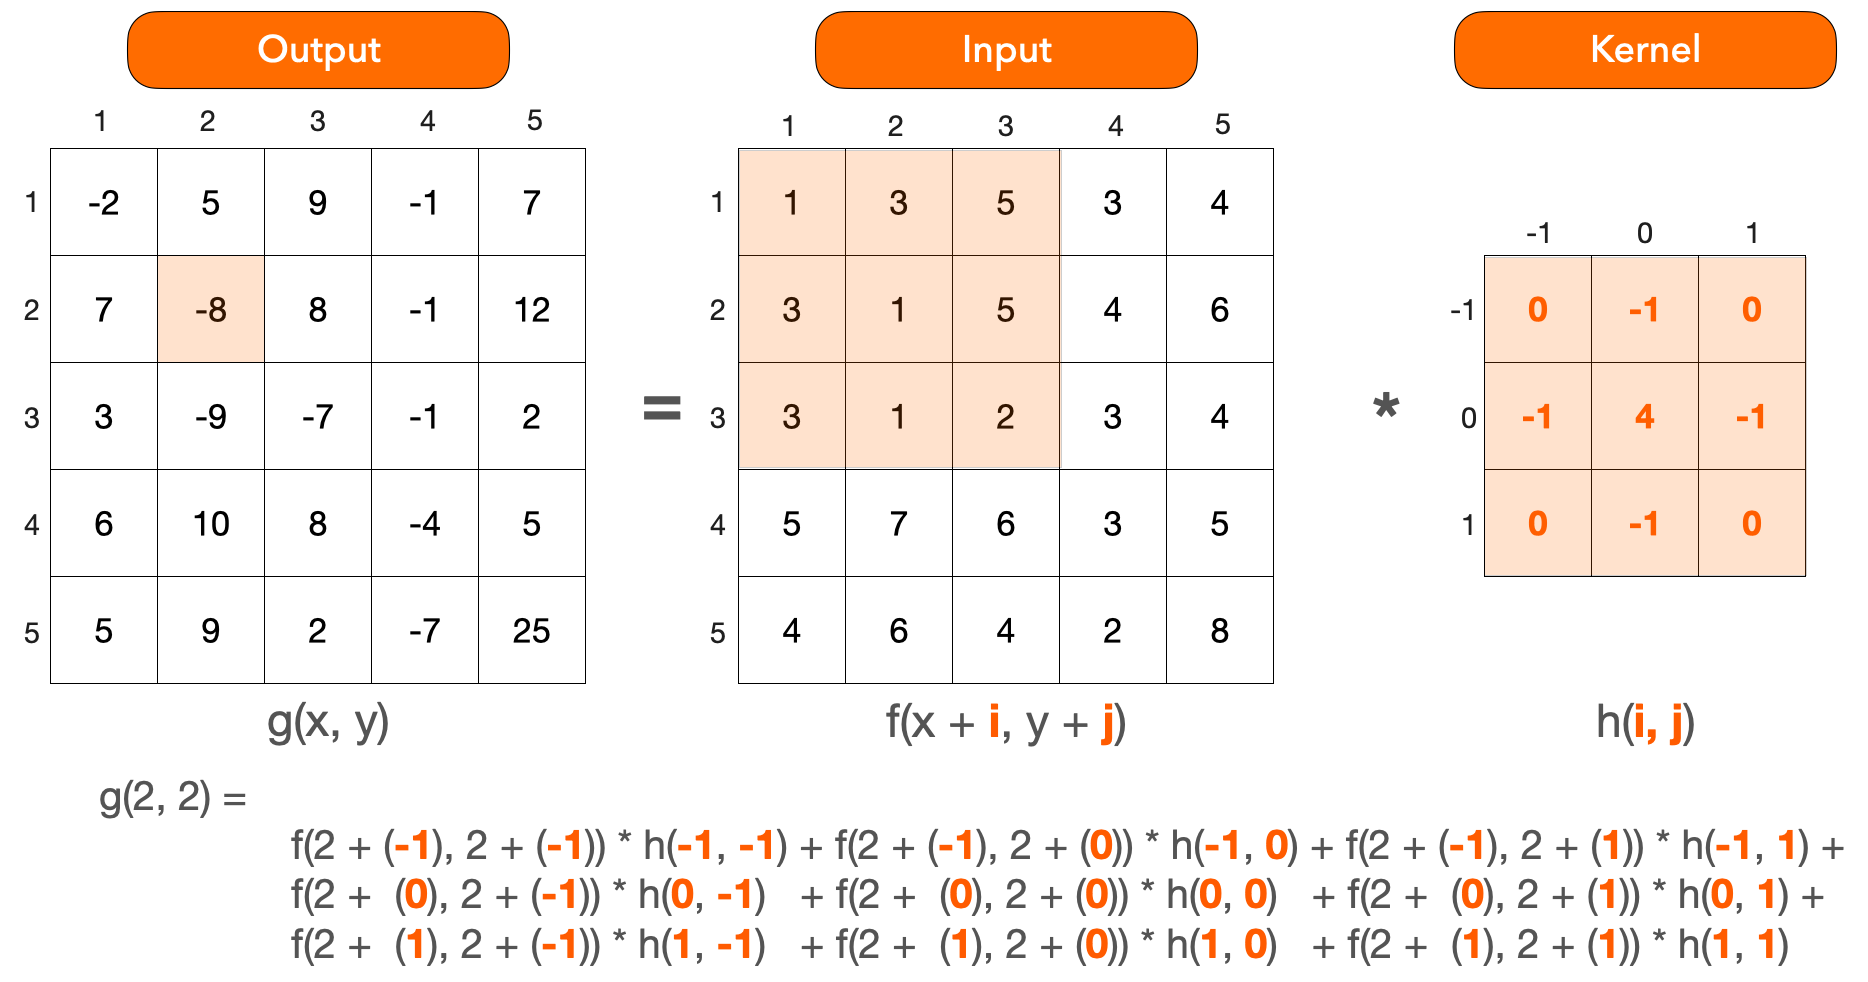 Output Input Kernel
1 2 3 4 5 1 2 3 4 5
1 -2 5 9 -1 7 1 1 3 5 3 4
-1 0 1
2 7 -8 8 -1 12 2 3 1 5 4 6 -1 0 -1 0
3 3 -9 -7 -1 2 = 3 3 1 2 3 4 * 0 -1 4 -1
4 6 10 8 -4 5 4 5 7 6 3 5 1 0 -1 0
5 5 9 2 -7 25 5 4 6 4 2 8
g(x, y) f(x + i, y + j) h(i, j)
g(2, 2) =
f(2 + (-1), 2 + (-1)) * h(-1, -1) + f(2 + (-1), 2 + (0)) * h(-1, 0) + f(2 + (-1), 2 + (1)) * h(-1, 1) +
f(2 + (0), 2 + (-1)) * h(0, -1) + f(2 + (0), 2 + (0)) * h(0, 0) + f(2 + (0), 2 + (1)) * h(0, 1) +
f(2 + (1), 2 + (-1)) * h(1, -1) + f(2 + (1), 2 + (0)) * h(1, 0) + f(2 + (1), 2 + (1)) * h(1, 1)